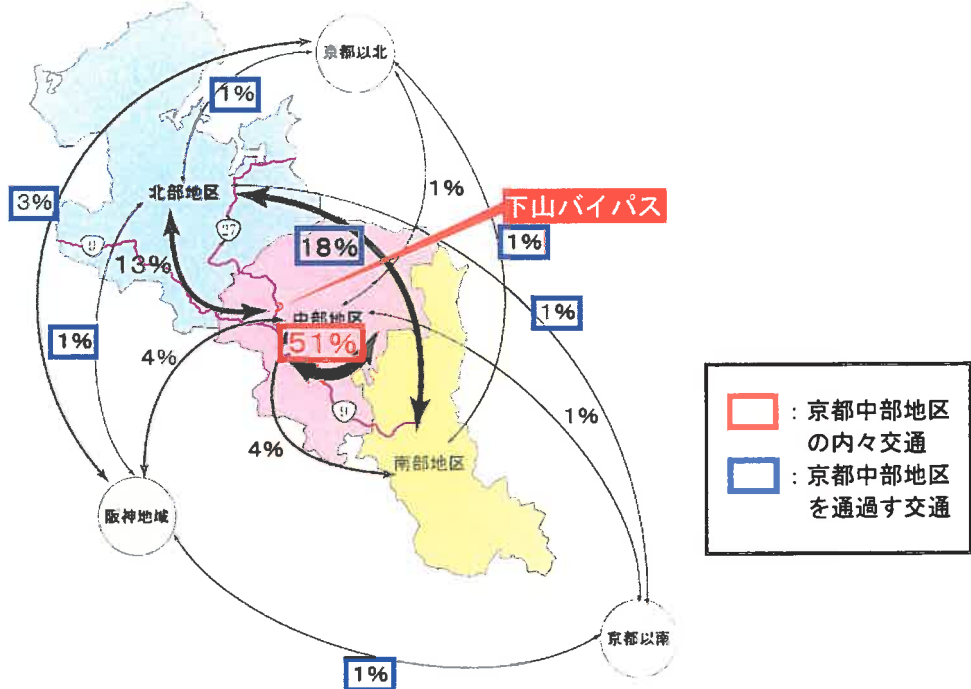 京都以北
1%
北部地区
3%
1%
下山バイパス
27
18%
1%
9
13%
1%
中部地区
1%
51%
4%
1%
9
4%
南部地区
阪神地域
京都以南
1%
：京都中部地区
の内々交通
：京都中部地区
を通過す交通